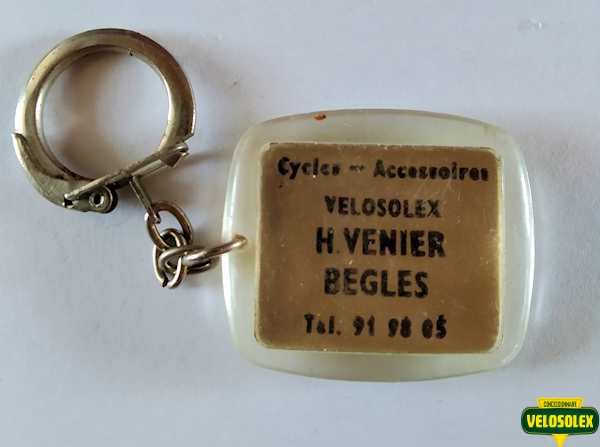 Cycles - Accessoires
VELOSOLEX
H.VENIER
BEGLES
Tél. 91 98 05
CONCESSIONNAIRE
VELOSOLEX